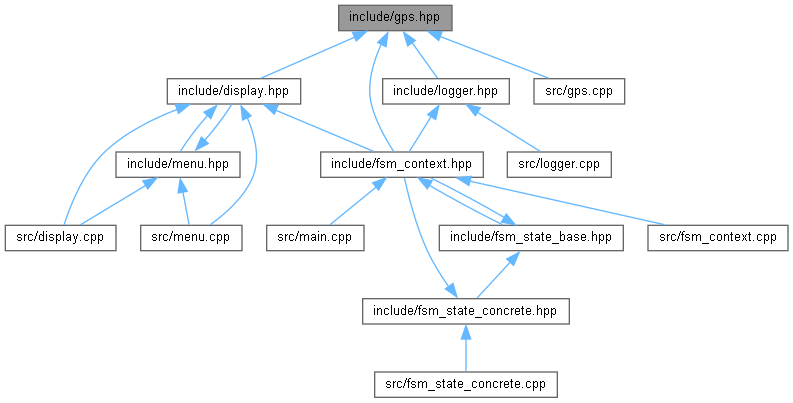 include/gps.hpp
include/display.hpp
include/logger.hpp
src/gps.cpp
include/menu.hpp
include/fsm_context.hpp
src/logger.cpp
src/display.cpp
src/menu.cpp
src/main.cpp
include/fsm_state_base.hpp
src/fsm_context.cpp
include/fsm_state_concrete.hpp
src/fsm_state_concrete.cpp